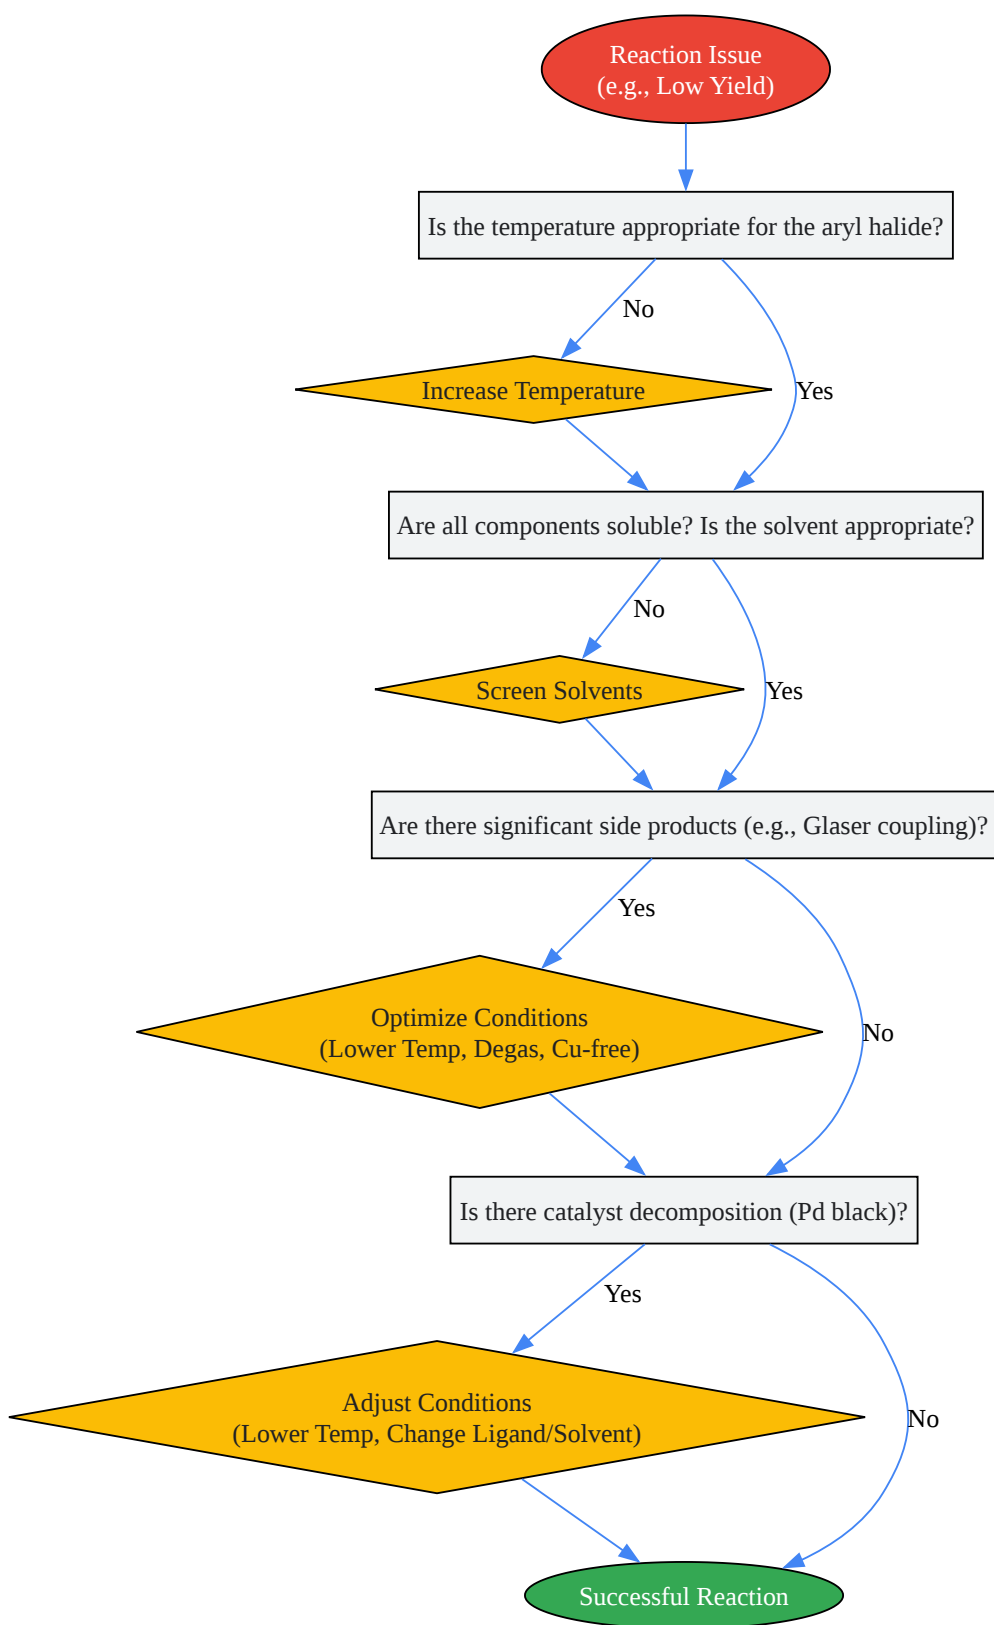 Reaction Issue
(e.g., Low Yield)
Is the temperature appropriate for the aryl halide?
No
Increase Temperature
Yes
Are all components soluble? Is the solvent appropriate?
No
Screen Solvents
Yes
Are there significant side products (e.g., Glaser coupling)?
Yes
Optimize Conditions
(Lower Temp, Degas, Cu-free)
No
Is there catalyst decomposition (Pd black)?
Yes
Adjust Conditions
(Lower Temp, Change Ligand/Solvent)
No
Successful Reaction